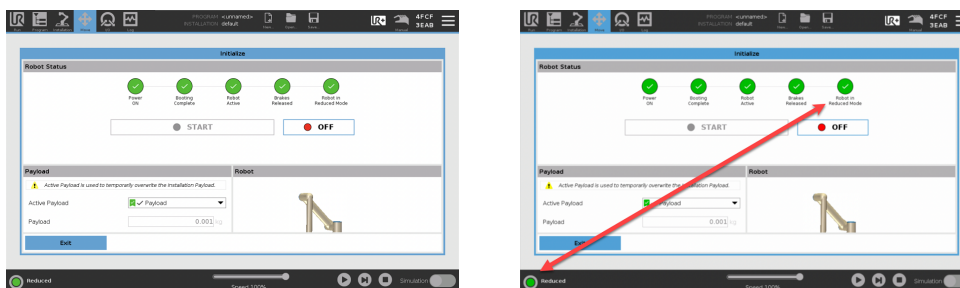 PROGRAM <unnamed>
INSTALLATION default
Run Program Installation Move I/O Log
New... Open... Save...
UR
Manual
4FCF
3EAB
Initialize
Robot Status
Power
ON
Booting
Complete
Robot
Active
Brakes
Released
Robot in
Reduced Mode
START
OFF
Payload
Robot
Active Payload is used to temporarily overwrite the Installation Payload.
Active Payload
Payload
Payload
0.001 kg
Exit
Reduced
Speed 100%
Simulation
PROGRAM <unnamed>
INSTALLATION default
Run Program Installation Move I/O Log
New... Open... Save...
UR
Manual
4FCF
3EAB
Initialize
Robot Status
Power
ON
Booting
Complete
Robot
Active
Brakes
Released
Robot in
Reduced Mode
START
OFF
Payload
Robot
Active Payload is used to temporarily overwrite the Installation Payload.
Active Payload
Payload
Payload
0.001 kg
Exit
Reduced
Speed 100%
Simulation